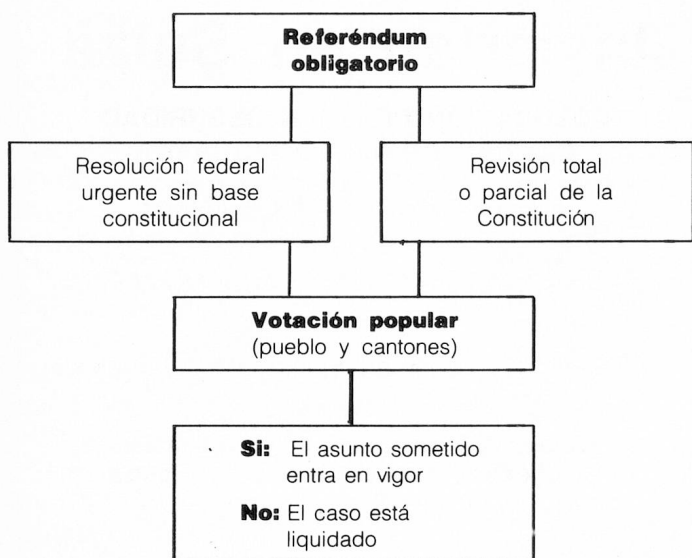 Referéndum
obligatorio
Resolución federal
urgente sin base
constitucional
Revisión total
o parcial de la
Constitución
Votación popular
(pueblo y cantones)
Si: El asunto sometido
entra en vigor
No: El caso está
liquidado